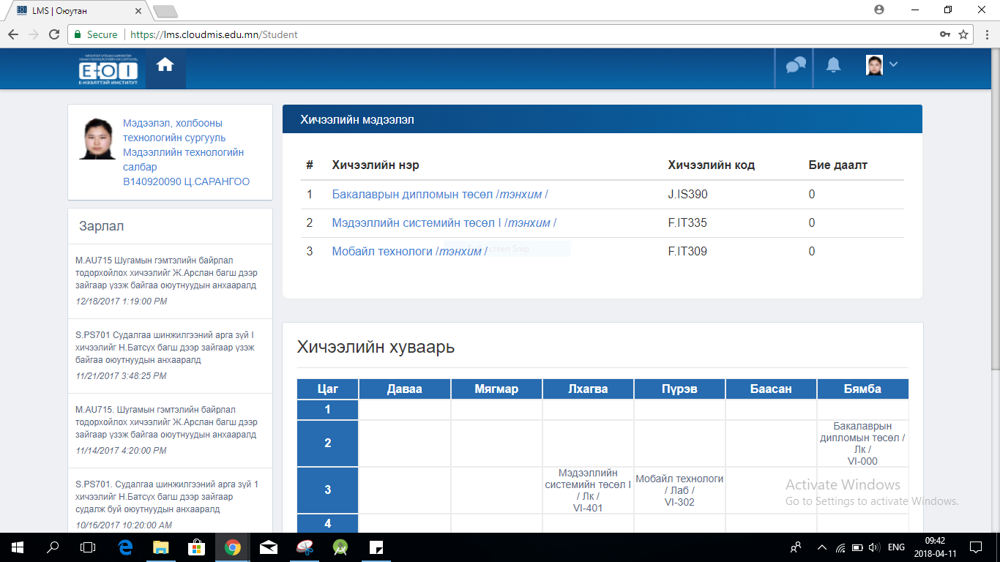 LMS | Оюутан
Secure
https://lms.cloudmis.edu.mn/Student
Е-НЭЭЛТТЭЙ ИНСТИТУТ
Мэдээлэл, холбооны
технологийн сургууль
Мэдээллийн технологийн
салбар
B140920090 Ц.САРАНГОО
Зарлал
M.AU715 Шугамын гэмтэлийн байрлал
тодорхойлох хичээлийг Ж.Арслан багш дээр
зайгаар үзэж байгаа оюутнуудын анхааралд
12/18/2017 1:19:00 PM
S.PS701 Судалгаа шинжилгээний арга зүй I
хичээлийг Н.Батсүх багш дээр зайгаар үзэж
байгаа оюутнуудын анхааралд
11/21/2017 3:48:25 PM
M.AU715. Шугамын гэмтэлийн байрлал
тодорхойлох хичээлийг Ж.Арслан багш дээр
зайгаар үзэж байгаа оюутнуудын анхааралд
11/14/2017 4:20:00 PM
S.PS701. Судалгаа шинжилгээний арга зүй 1
хичээлийг Н.Батсүх багш дээр зайгаар
судалж буй оюутнуудын анхааралд
10/16/2017 10:20:00 AM
Хичээлийн мэдээлэл
# Хичээлийн нэр Хичээлийн код Бие даалт
1 Бакалаврын дипломын төсөл /тэнхим / J.IS390 0
2 Мэдээллийн системийн төсөл I /тэнхим / F.IT335 0
3 Мобайл технологи /тэнхим / F.IT309 0
Snip
Хичээлийн хуваарь
Цаг Даваа Мягмар Лхагва Пүрэв Баасан Бямба
1
2
Бакалаврын
дипломын төсөл /
Лк /
VI-000
3
Мэдээллийн
системийн төсөл I
/ Лк /
VI-401
Мобайл технологи
/ Лаб /
VI-302
4
Activate Windows
Go to Settings to activate Windows.
ENG
09:42
2018-04-11